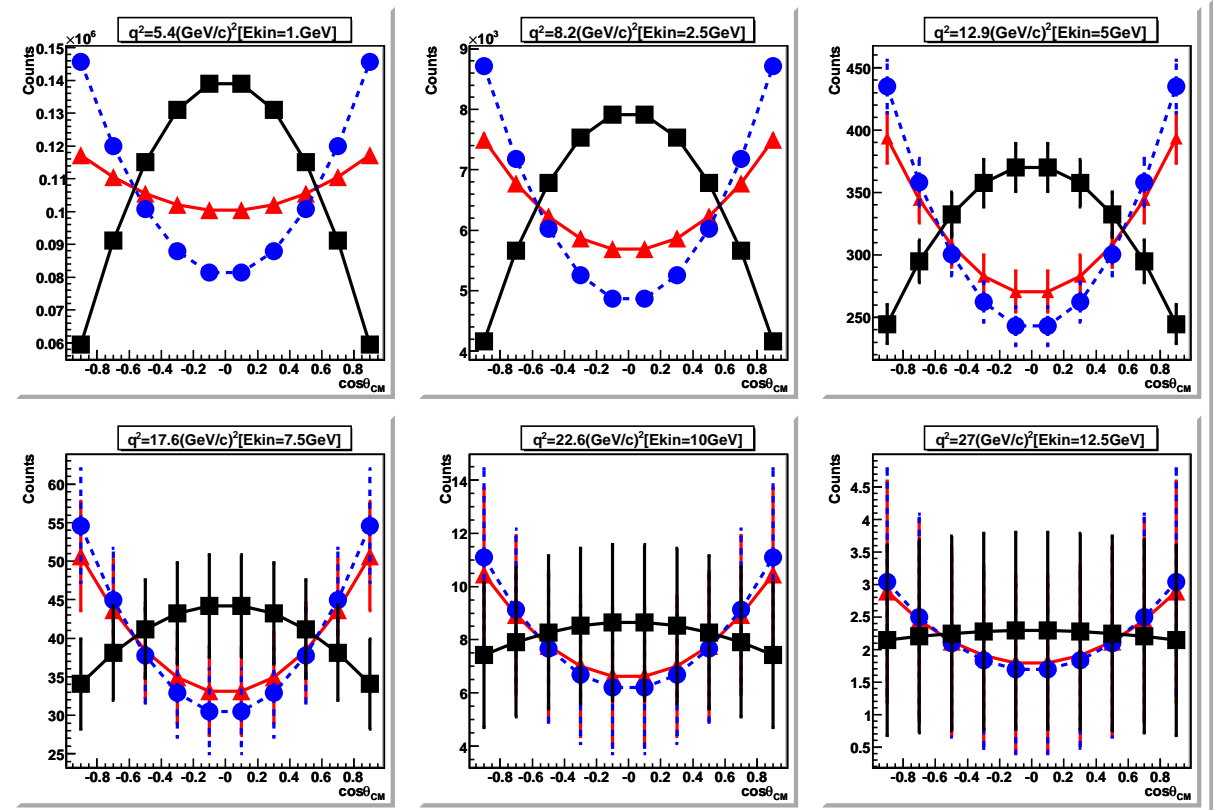 q²=5.4(GeV/c)²[Ekin=1.GeV]
×10⁶
Counts
0.15
0.14
0.13
0.12
0.11
0.1
0.09
0.08
0.07
0.06
-0.8 -0.6 -0.4 -0.2 -0 0.2 0.4 0.6 0.8
cosθCM
q²=8.2(GeV/c)²[Ekin=2.5GeV]
×10³
Counts
9
8
7
6
5
4
-0.8 -0.6 -0.4 -0.2 -0 0.2 0.4 0.6 0.8
cosθCM
q²=12.9(GeV/c)²[Ekin=5GeV]
Counts
450
400
350
300
250
-0.8 -0.6 -0.4 -0.2 -0 0.2 0.4 0.6 0.8
cosθCM
q²=17.6(GeV/c)²[Ekin=7.5GeV]
Counts
60
55
50
45
40
35
30
25
-0.8 -0.6 -0.4 -0.2 -0 0.2 0.4 0.6 0.8
cosθCM
q²=22.6(GeV/c)²[Ekin=10GeV]
Counts
14
12
10
8
6
4
-0.8 -0.6 -0.4 -0.2 -0 0.2 0.4 0.6 0.8
cosθCM
q²=27(GeV/c)²[Ekin=12.5GeV]
Counts
4.5
4
3.5
3
2.5
2
1.5
1
0.5
-0.8 -0.6 -0.4 -0.2 -0 0.2 0.4 0.6 0.8
cosθCM